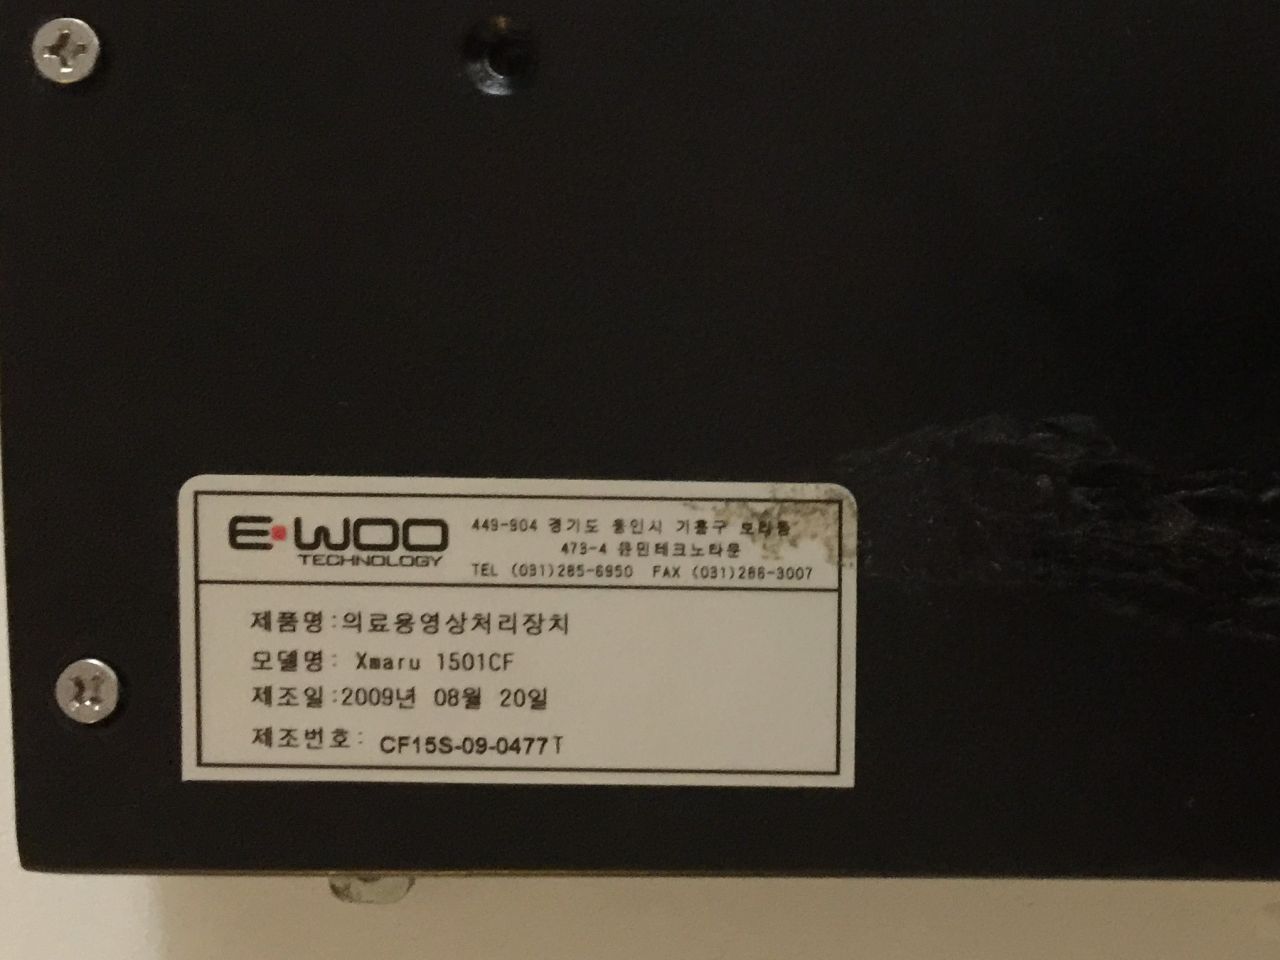 E·WOO
TECHNOLOGY
449-904 경기도 용인시 기흥구 보라동
473-4 유민테크노타운
TEL (031)285-6950 FAX (031)286-3007
제품명:의료용영상처리장치
모델명: Xmaru 1501CF
제조일:2009년 08월 20일
제조번호: CF15S-09-0477T